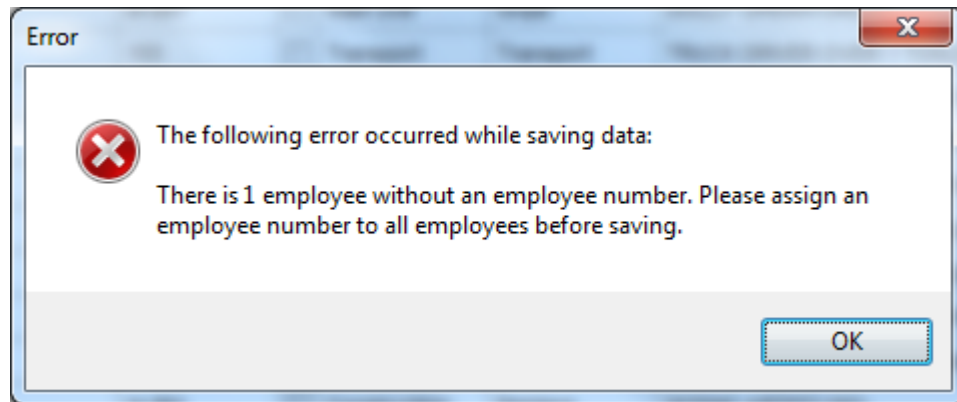 Error
The following error occurred while saving data:
There is 1 employee without an employee number. Please assign an
employee number to all employees before saving.
OK